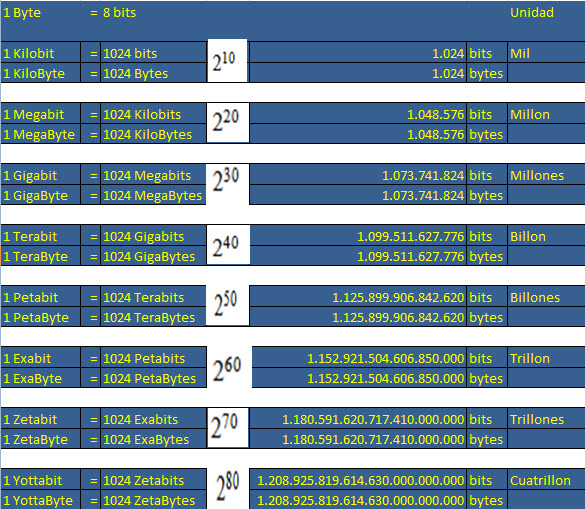 1 Byte = 8 bits Unidad
1 Kilobit = 1024 bits 2^10 1.024 bits Mil
1 KiloByte = 1024 Bytes 1.024 bytes
1 Megabit = 1024 Kilobits 2^20 1.048.576 bits Millon
1 MegaByte = 1024 KiloBytes 1.048.576 bytes
1 Gigabit = 1024 Megabits 2^30 1.073.741.824 bits Millones
1 GigaByte = 1024 MegaBytes 1.073.741.824 bytes
1 Terabit = 1024 Gigabits 2^40 1.099.511.627.776 bits Billon
1 TeraByte = 1024 GigaBytes 1.099.511.627.776 bytes
1 Petabit = 1024 Terabits 2^50 1.125.899.906.842.620 bits Billones
1 PetaByte = 1024 TeraBytes 1.125.899.906.842.620 bytes
1 Exabit = 1024 Petabits 2^60 1.152.921.504.606.850.000 bits Trillon
1 ExaByte = 1024 PetaBytes 1.152.921.504.606.850.000 bytes
1 Zetabit = 1024 Exabits 2^70 1.180.591.620.717.410.000.000 bits Trillones
1 ZetaByte = 1024 ExaBytes 1.180.591.620.717.410.000.000 bytes
1 Yottabit = 1024 Zetabits 2^80 1.208.925.819.614.630.000.000.000 bits Cuatrillon
1 YottaByte = 1024 ZetaBytes 1.208.925.819.614.630.000.000.000 bytes